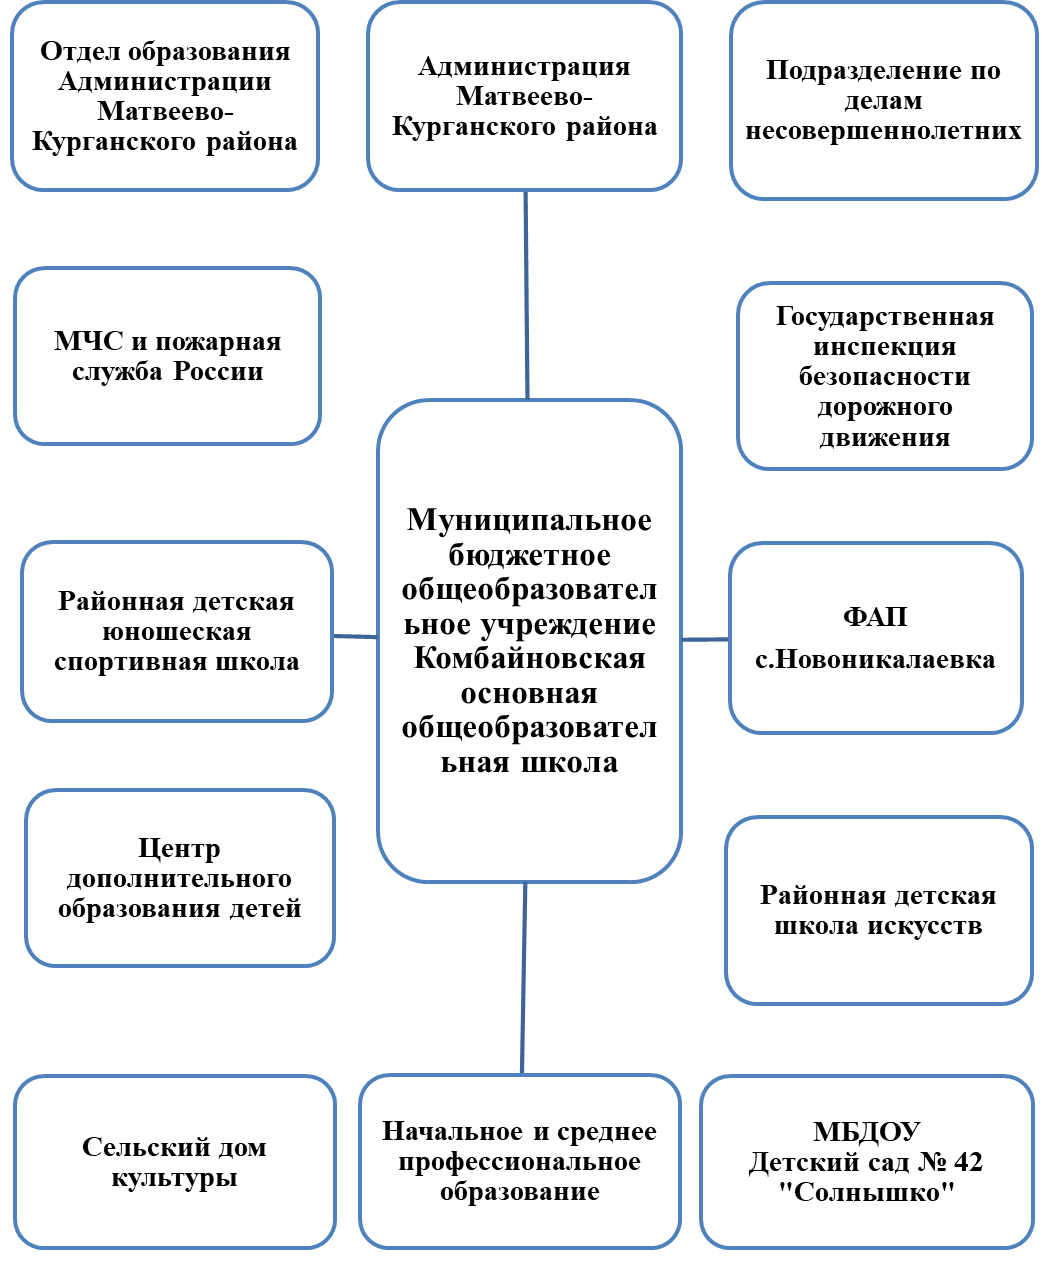 Отдел образования
Администрации
Матвеево-
Курганского района
Администрация
Матвеево-
Курганского района
Подразделение по
делам
несовершеннолетних
МЧС и пожарная
служба России
Государственная
инспекция
безопасности
дорожного
движения
Муниципальное
бюджетное
общеобразовател
ьное учреждение
Комбайновская
основная
общеобразовател
ьная школа
Районная детская
юношеская
спортивная школа
ФАП
с.Новоникалаевка
Центр
дополнительного
образования детей
Районная детская
школа искусств
Сельский дом
культуры
Начальное и среднее
профессиональное
образование
МБДОУ
Детский сад № 42
"Солнышко"